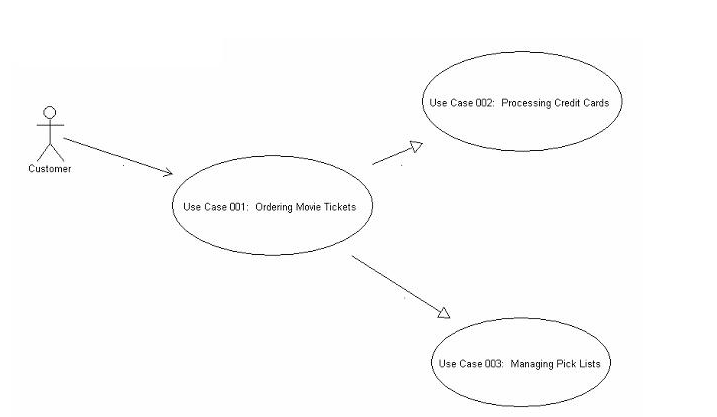 Use Case 002: Processing Credit Cards
Customer
Use Case 001: Ordering Movie Tickets
Use Case 003: Managing Pick Lists